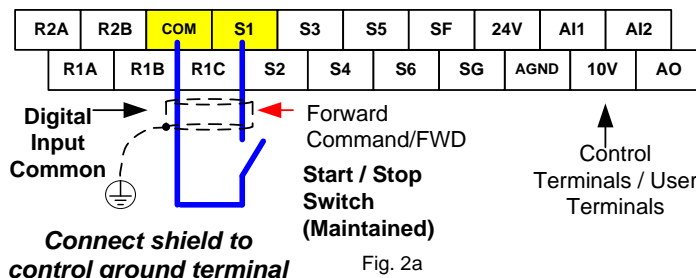 R2A R2B COM S1 S3 S5 SF 24V AI1 AI2
R1A R1B R1C S2 S4 S6 SG AGND 10V AO
Digital
Input
Common
Forward
Command/FWD
Start / Stop
Switch
(Maintained)
Control
Terminals / User
Terminals
Connect shield to
control ground terminal
Fig. 2a